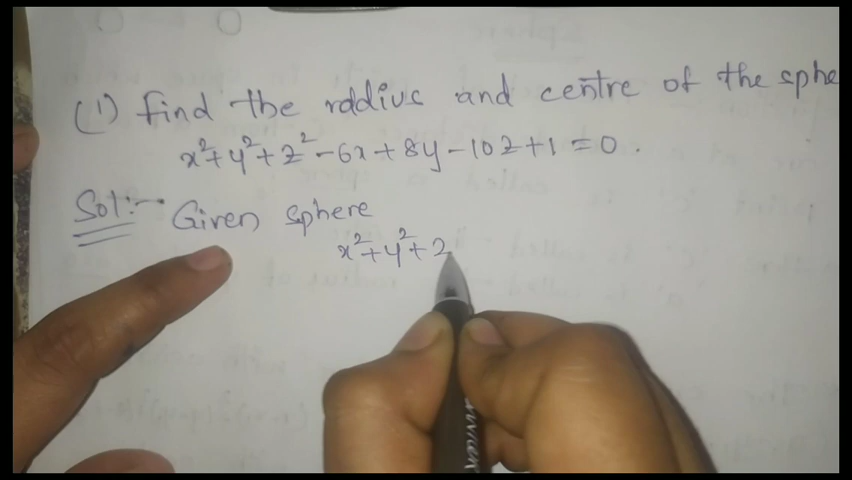 (1) find the raddius and centre of the sphe
x²+y²+z²-6x+8y-10z+1=0.
Sol:- Given sphere
x²+y²+z